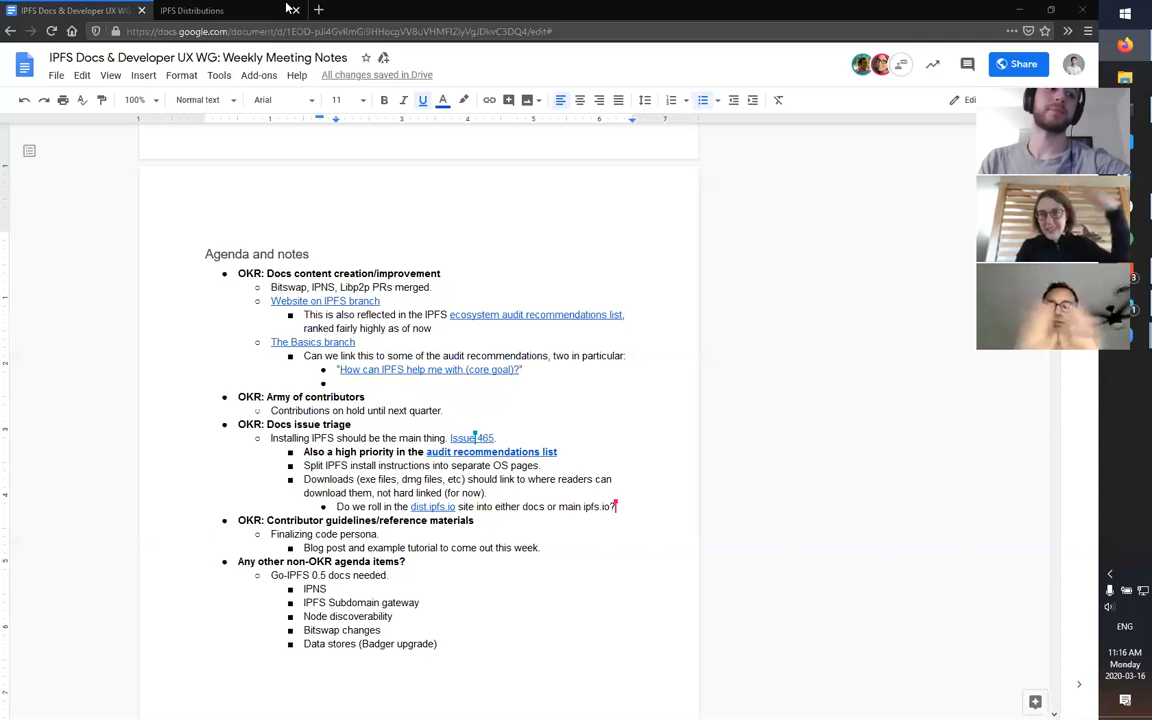 IPFS Docs & Developer UX WG:
IPFS Distributions
IPFS Docs & Developer UX WG: Weekly Meeting Notes
File Edit View Insert Format Tools Add-ons Help All changes saved in Drive
Share
100% Normal text Arial 11 B I U A
1 1 3 4 5 6 7
Agenda and notes
● OKR: Docs content creation/improvement
○ Bitswap, IPNS, Libp2p PRs merged.
○ Website on IPFS branch
■ This is also reflected in the IPFS ecosystem audit recommendations list,
ranked fairly highly as of now
○ The Basics branch
■ Can we link this to some of the audit recommendations, two in particular:
● "How can IPFS help me with (core goal)?"
●
● OKR: Army of contributors
○ Contributions on hold until next quarter.
● OKR: Docs issue triage
○ Installing IPFS should be the main thing. Issue 465.
■ Also a high priority in the audit recommendations list
■ Split IPFS install instructions into separate OS pages.
■ Downloads (exe files, dmg files, etc) should link to where readers can
download them, not hard linked (for now).
● Do we roll in the dist.ipfs.io site into either docs or main ipfs.io?
● OKR: Contributor guidelines/reference materials
○ Finalizing code persona.
■ Blog post and example tutorial to come out this week.
● Any other non-OKR agenda items?
○ Go-IPFS 0.5 docs needed.
■ IPNS
■ IPFS Subdomain gateway
■ Node discoverability
■ Bitswap changes
■ Data stores (Badger upgrade)
3
1
ENG
11:16 AM
Monday
2020-03-16